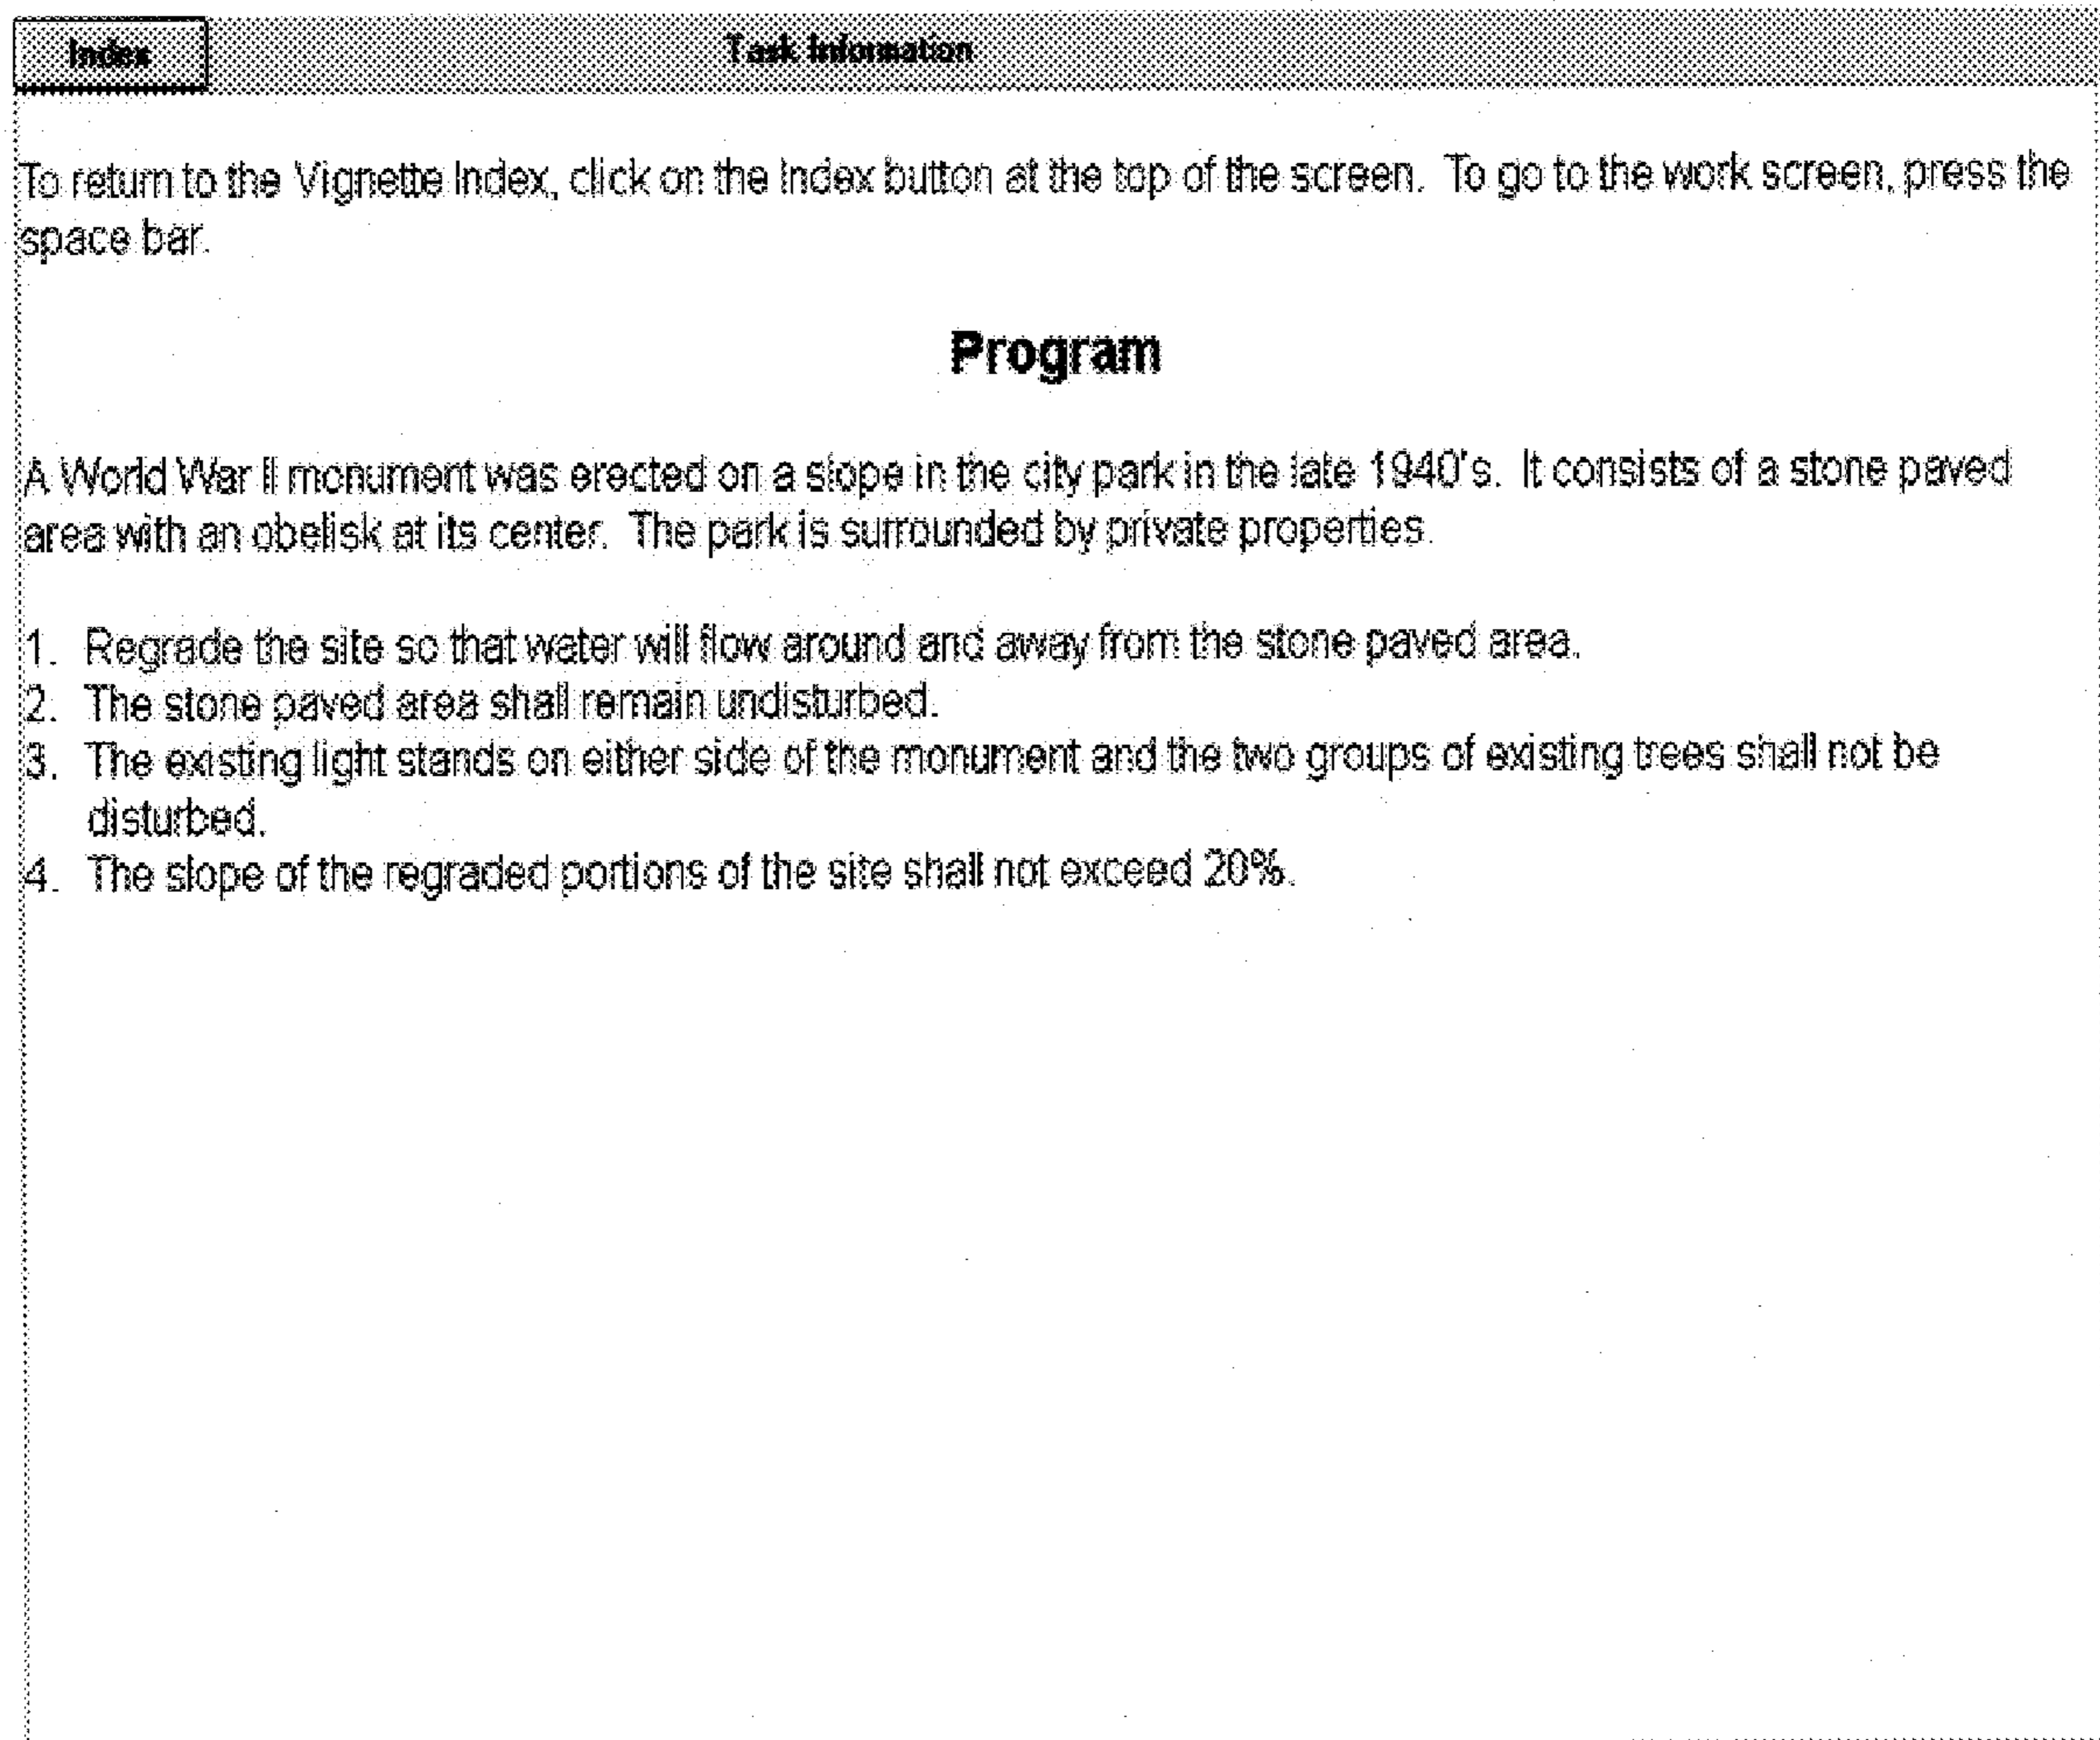 Index
Task Information
To return to the Vignette Index, click on the Index button at the top of the screen. To go to the work screen, press the
space bar.
Program
A World War II monument was erected on a slope in the city park in the late 1940's. It consists of a stone paved
area with an obelisk at its center. The park is surrounded by private properties.
1. Regrade the site so that water will flow around and away from the stone paved area.
2. The stone paved area shall remain undisturbed.
3. The existing light stands on either side of the monument and the two groups of existing trees shall not be
disturbed.
4. The slope of the regraded portions of the site shall not exceed 20%.